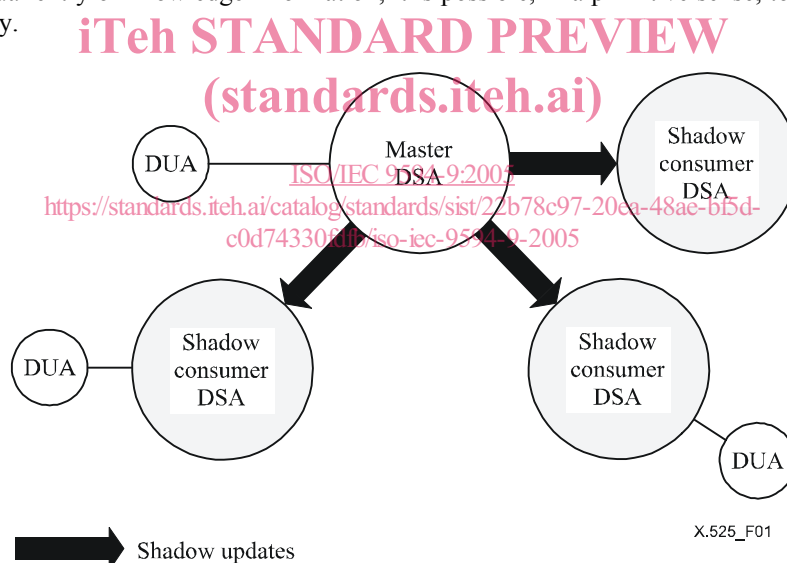 y.
iTeh STANDARD PREVIEW
(standards.iteh.ai)
DUA
Master
DSA
Shadow
consumer
DSA
ISO/IEC 9594-9:2005
https://standards.iteh.ai/catalog/standards/sist/22b78c97-20ea-48ae-bf5d-
c0d74330fdfb/iso-iec-9594-9-2005
DUA
Shadow
consumer
DSA
Shadow
consumer
DSA
DUA
X.525_F01
Shadow updates